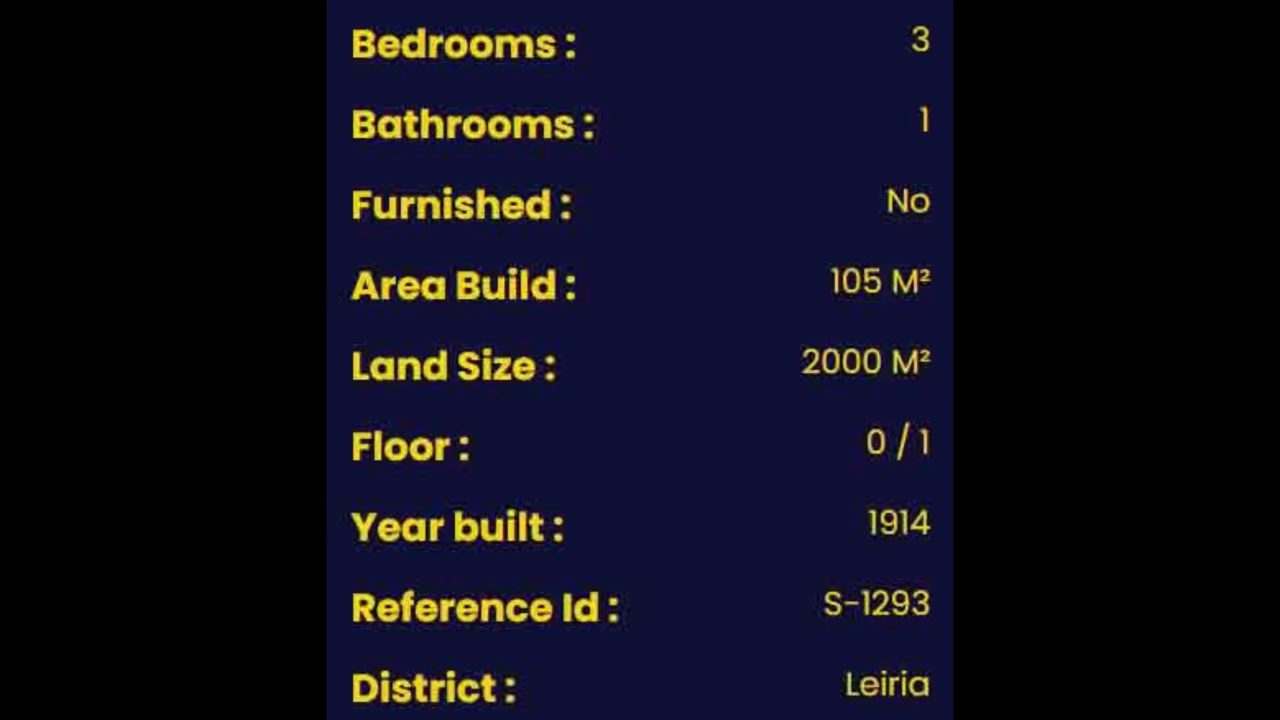 Bedrooms : 3
Bathrooms : 1
Furnished : No
Area Build : 105 M²
Land Size : 2000 M²
Floor : 0 / 1
Year built : 1914
Reference Id : S-1293
District : Leiria